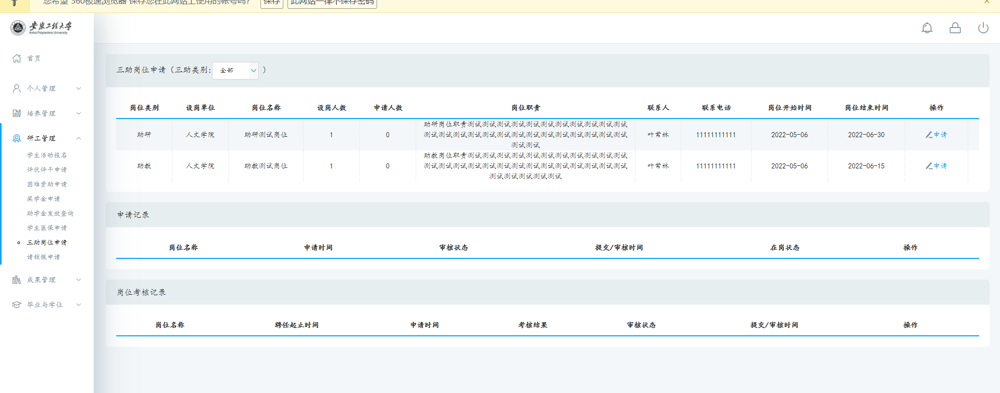 您希望 360极速浏览器 保存您在此网站上使用的帐号吗？ 保存 此网站一律不保存密码
安徽工程大学
Anhui Polytechnic University
首页
个人管理
培养管理
研工管理
学生活动报名
评优评干申请
困难资助申请
奖学金申请
助学金发放查询
学生医保申请
三助岗位申请
请销假申请
成果管理
毕业与学位
三助岗位申请（三助类别: 全部 ）
岗位类别 设岗单位 岗位名称 设岗人数 申请人数 岗位职责 联系人 联系电话 岗位开始时间 岗位结束时间 操作
助研 人文学院 助研测试岗位 1 0 助研岗位职责测试测试测试测试测试测试测试测试测试测试测试
测试测试测试测试测试测试测试测试测试测试测试测试测试测试
测试测试 叶常林 11111111111 2022-05-06 2022-06-30 申请
助教 人文学院 助教测试岗位 1 0 助教岗位职责测试测试测试测试测试测试测试测试测试测试测试
测试测试测试测试测试测试测试测试测试测试测试测试测试测试
测试测试测试测试测试 叶常林 11111111111 2022-05-06 2022-06-15 申请
申请记录
岗位名称 申请时间 审核状态 提交/审核时间 在岗状态 操作
岗位考核记录
岗位名称 聘任起止时间 申请时间 考核结果 审核状态 提交/审核时间 操作